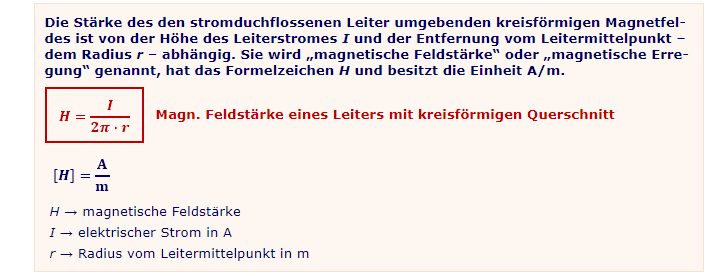 Die Stärke des den stromduchflossenen Leiter umgebenden kreisförmigen Magnetfel-
des ist von der Höhe des Leiterstromes I und der Entfernung vom Leitermittelpunkt –
dem Radius r – abhängig. Sie wird „magnetische Feldstärke“ oder „magnetische Erre-
gung“ genannt, hat das Formelzeichen H und besitzt die Einheit A/m.
H = I / 2π · r Magn. Feldstärke eines Leiters mit kreisförmigen Querschnitt
[H] = A / m
H → magnetische Feldstärke
I → elektrischer Strom in A
r → Radius vom Leitermittelpunkt in m